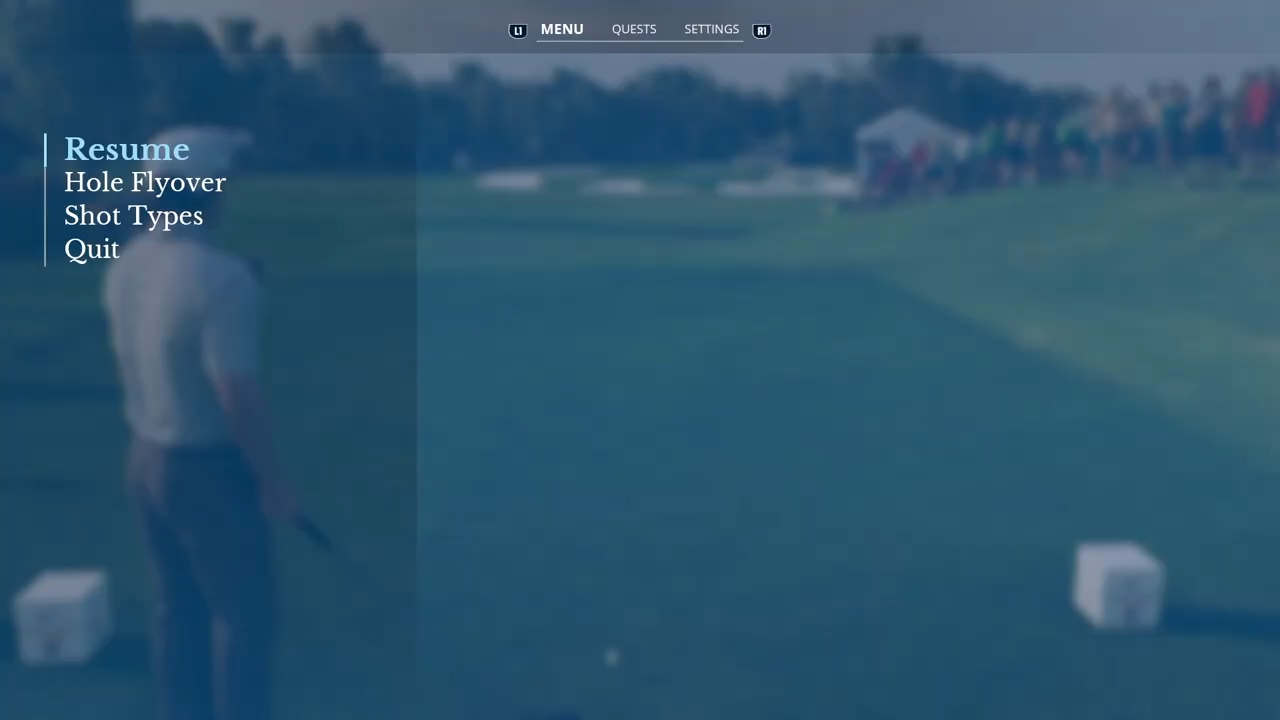 L1 MENU QUESTS SETTINGS R1
Resume
Hole Flyover
Shot Types
Quit